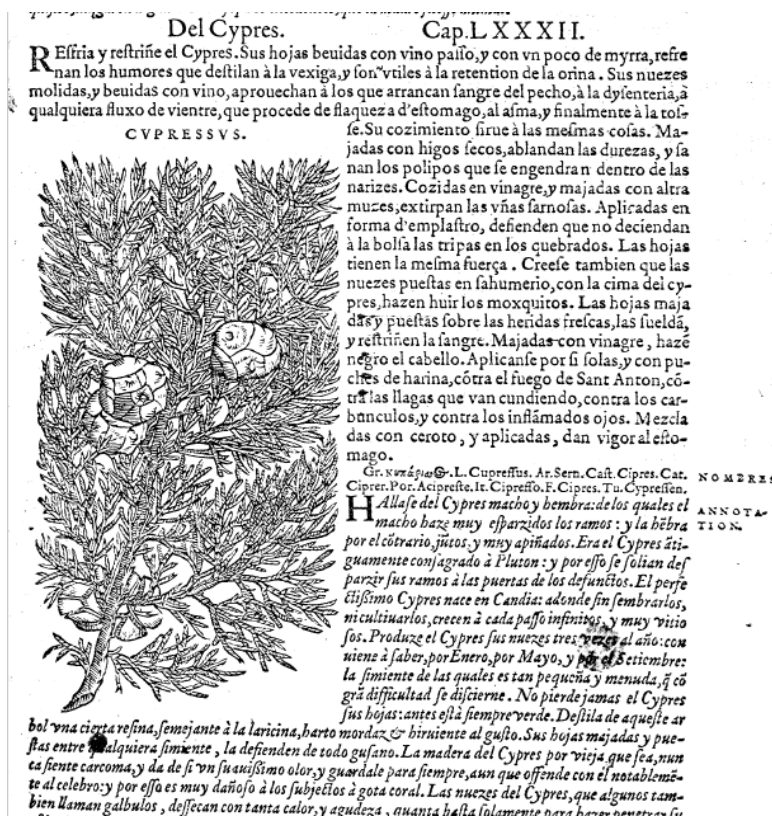 Del Cypres. Cap. LXXXII.
REſfria y reſtriñe el Cypres. Sus hojas beuidas con vino paſſo, y con vn poco de myrra, refre
nan los humores que deſtilan à la vexiga, y ſon vtiles à la retention de la orina. Sus nuezes
molidas, y beuidas con vino, aprouechan à los que arrancan ſangre del pecho, à la dyſenteria, à
qualquiera fluxo de vientre, que procede de flaqueza d'eſtomago, al aſma, y finalmente à la toſ-
CVPRESSVS.
ſe. Su cozimiento ſirue à las meſmas coſas. Ma-
jadas con higos ſecos, ablandan las durezas, y ſa
nan los polipos que ſe engendran dentro de las
narizes. Cozidas en vinagre, y majadas con altra
muzes, extirpan las vñas ſarnoſas. Aplicadas en
forma d'emplaſtro, defienden que no deciendan
à la bolſa las tripas en los quebrados. Las hojas
tienen la meſma fuerça. Creeſe tambien que las
nuezes pueſtas en ſahumerio, con la cima del cy-
pres, hazen huir los moxquitos. Las hojas maja
das y pueſtas ſobre las heridas freſcas, las ſueldã,
y reſtriñen la ſangre. Majadas con vinagre, hazẽ
negro el cabello. Aplicanſe por ſi ſolas, y con pu-
ches de harina, cõtra el fuego de Sant Anton, cõ-
tra las llagas que van cundiendo, contra los car-
bunculos, y contra los inflãmados ojos. Mezcla
das con ceroto, y aplicadas, dan vigor al eſto-
mago.
Gr. L. Cupreſſus. Ar. Seru. Caſt. Cipres. Cat.
NOMBRES
Ciprer. Por. Acipreſte. It. Cipreſſo. F. Cipres. Tu. Cypreſſen.
HAllaſe del Cypres macho y hembra: delos quales el
ANNOTA-
macho haze muy eſparzidos los ramos: y la hẽbra
TION.
por el cõtrario, jũtos, y muy apiñados. Era el Cypres ãti-
guamente conſagrado à Pluton: y por eſſo ſe ſolian deſ
parzir ſus ramos à las puertas de los defunctos. El perfe
ctiſsimo Cypres nace en Candia: adonde ſin ſembrarlos,
ni cultiuarlos, crecen à cada paſſo infinitos, y muy vitio
ſos. Produze el Cypres ſus nuezes tres vezes al año: con
uiene à ſaber, por Enero, por Mayo, y por el Setiembre:
la ſimiente de las quales es tan pequeña y menuda, q̃ cõ
grã difficultad ſe diſcierne. No pierde jamas el Cypres
ſus hojas: antes eſtà ſiempre verde. Deſtila de aqueſte ar
bol vna cierta reſina, ſemejante à la laricina, harto mordaz & hiruiente al guſto. Sus hojas majadas y pue-
ſtas entre qualquiera ſimiente, la defienden de todo guſano. La madera del Cypres por vieja que ſea, nun
ca ſiente carcoma, y da de ſi vn ſuauiſsimo olor, y guardale para ſiempre, aun que offende con el notablemẽ-
te al celebro: y por eſſo es muy dañoſo à los ſubjectos à gota coral. Las nuezes del Cypres, que algunos tam-
bien llaman galbulos, deſſecan con tanta calor, y agudeza, quanta baſta ſolamente para hazer penetrar ſu